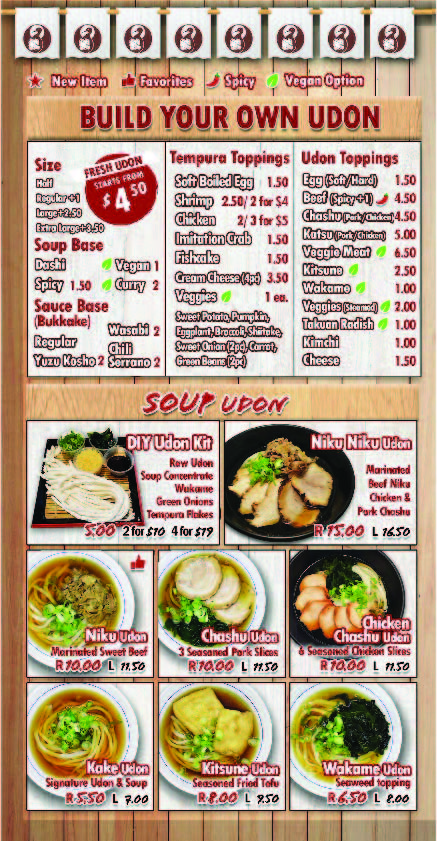 New Item Favorites Spicy Vegan Option
BUILD YOUR OWN UDON
Size
Half
Regular +1
Large +2.50
Extra Large +3.50
FRESH UDON
STARTS FROM
$4.50
Soup Base
Dashi Vegan 1
Spicy 1.50 Curry 2
Sauce Base
(Bukkake)
Regular Wasabi 2
Yuzu Kosho 2 Chili Serrano 2
Tempura Toppings
Soft Boiled Egg 1.50
Shrimp 2.50/ 2 for $4
Chicken 2/ 3 for $5
Imitation Crab 1.50
Fishcake 1.50
Cream Cheese (4pc) 3.50
Veggies 1 ea.
Sweet Potato, Pumpkin,
Eggplant, Broccoli, Shiitake,
Sweet Onion (2pc), Carrot,
Green Beans (2pc)
Udon Toppings
Egg (Soft/Hard) 1.50
Beef (Spicy +1) 4.50
Chashu (Pork/Chicken) 4.50
Katsu (Pork/Chicken) 5.00
Veggie Meat 6.50
Kitsune 2.50
Wakame 1.00
Veggies (Steamed) 2.00
Takuan Radish 1.00
Kimchi 1.00
Cheese 1.50
SOUP UDON
DIY Udon Kit
Raw Udon
Soup Concentrate
Wakame
Green Onions
Tempura Flakes
5.00 2 for $10 4 for $19
Niku Niku Udon
Marinated
Beef Niku
Chicken &
Pork Chashu
R 15.00 L 16.50
Niku Udon
Marinated Sweet Beef
R 10.00 L 11.50
Chashu Udon
3 Seasoned Pork Slices
R 10.00 L 11.50
Chicken
Chashu Udon
6 Seasoned Chicken Slices
R 10.00 L 11.50
Kake Udon
Signature Udon & Soup
R 5.50 L 7.00
Kitsune Udon
Seasoned Fried Tofu
R 8.00 L 9.50
Wakame Udon
Seaweed topping
R 6.50 L 8.00